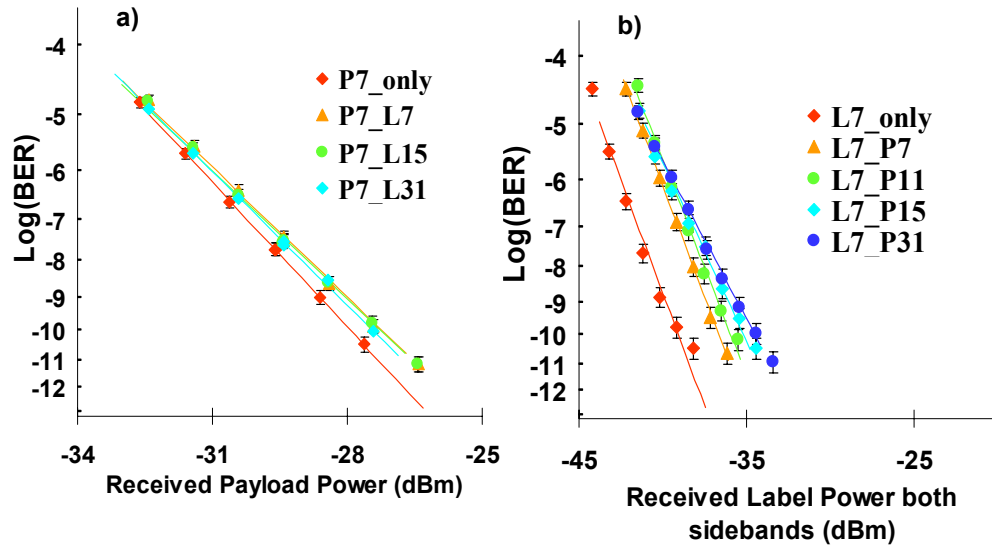 a)
Log(BER)
-4
-5
-6
-7
-8
-9
-10
-11
-12
P7_only
P7_L7
P7_L15
P7_L31
-34
-31
-28
-25
Received Payload Power (dBm)
b)
Log(BER)
-4
-5
-6
-7
-8
-9
-10
-11
-12
L7_only
L7_P7
L7_P11
L7_P15
L7_P31
-45
-35
-25
Received Label Power both
sidebands (dBm)